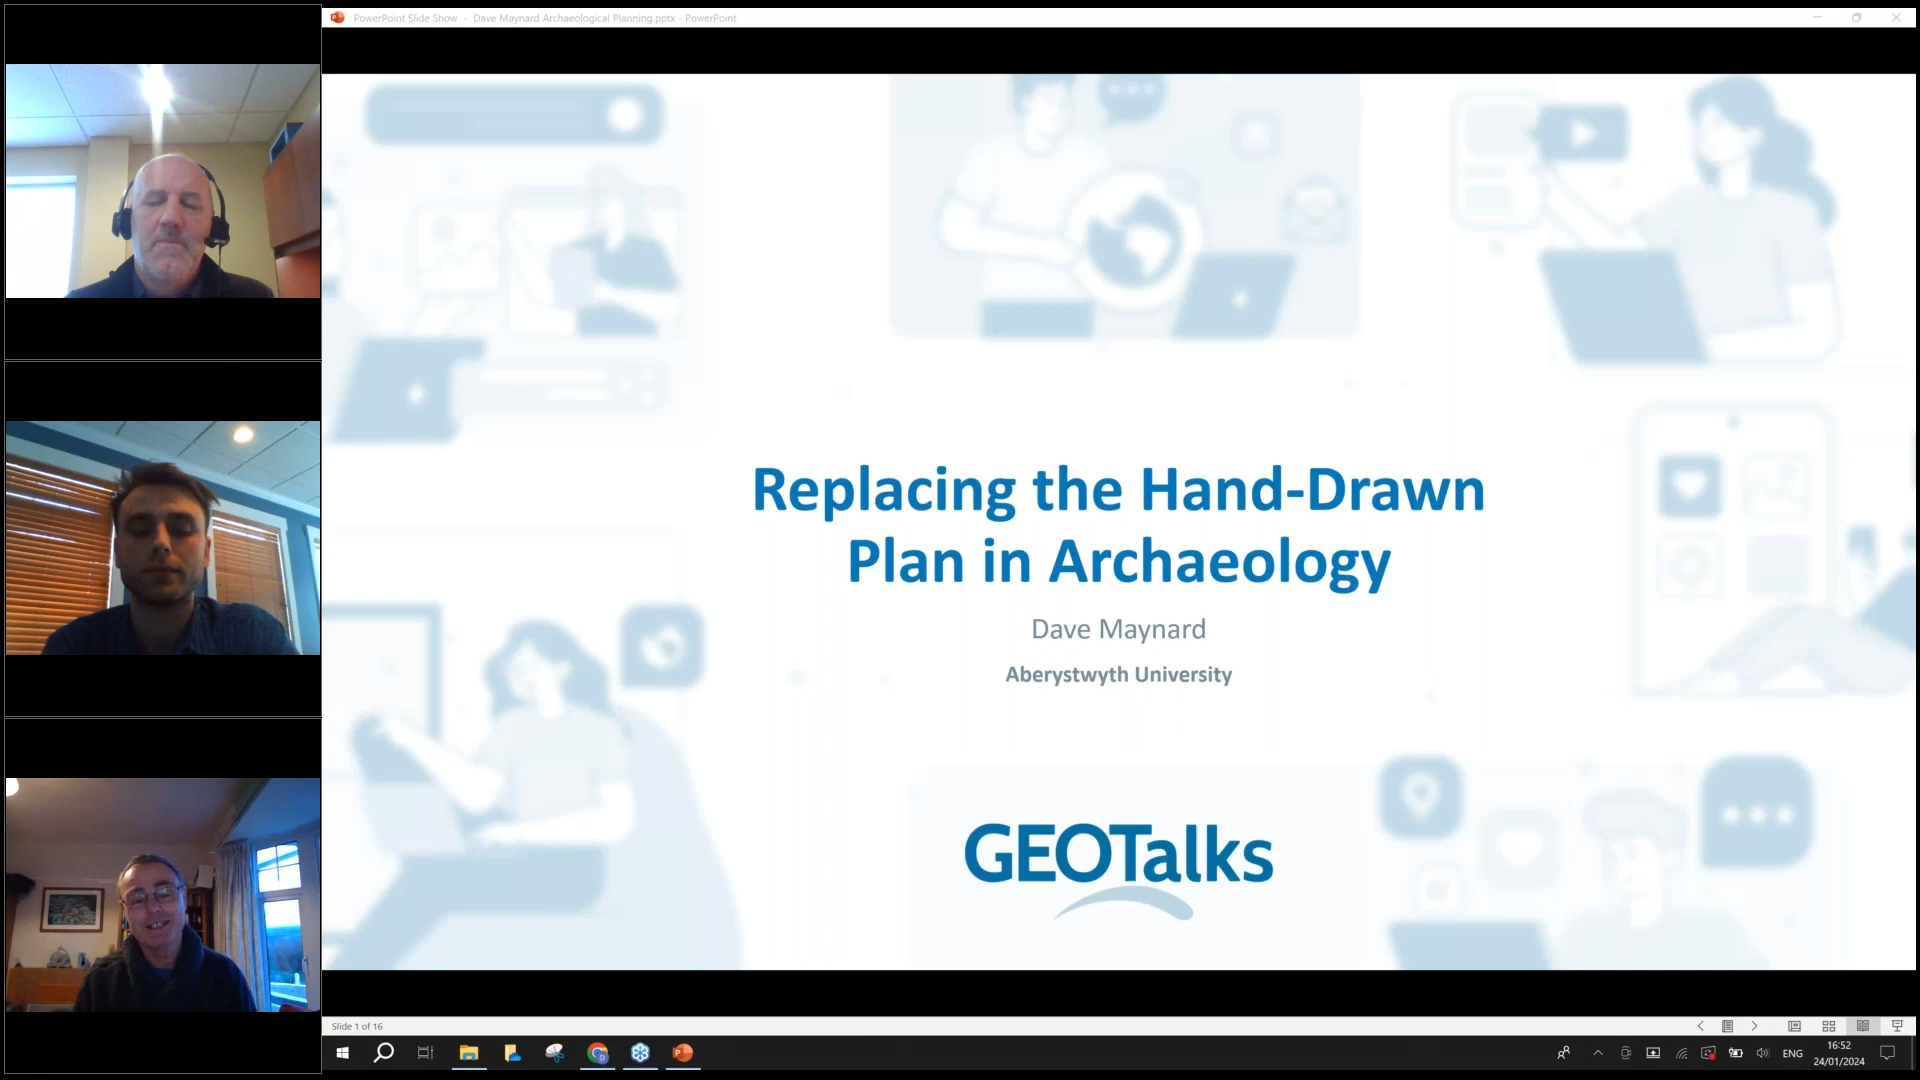 PowerPoint Slide Show - Dave Maynard Archaeological Planning.pptx - PowerPoint
Replacing the Hand-Drawn
Plan in Archaeology
Dave Maynard
Aberystwyth University
GEOTalks
Slide 1 of 16
ENG
16:52
24/01/2024